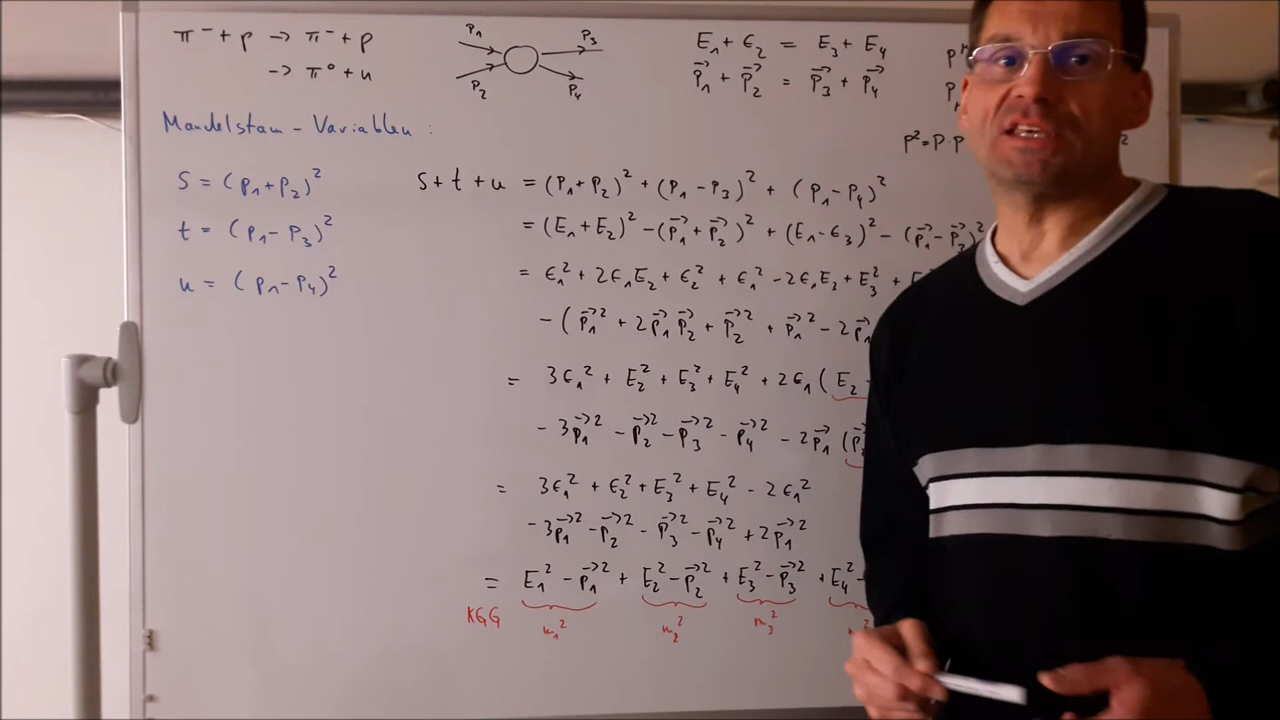 π⁻ + p → π⁻ + p
→ π⁰ + n
p₁ p₃
p₂ p₄
E₁ + E₂ = E₃ + E₄
p⃗₁ + p⃗₂ = p⃗₃ + p⃗₄
Mandelstam-Variablen :
p² = p·p
s = (p₁+p₂)²
t = (p₁-p₃)²
u = (p₁-p₄)²
s + t + u = (p₁+p₂)² + (p₁-p₃)² + (p₁-p₄)²
= (E₁+E₂)² - (p⃗₁+p⃗₂)² + (E₁-E₃)² - (p⃗₁-p⃗₂)²
= E₁² + 2E₁E₂ + E₂² + E₁² - 2E₁E₂ + E₃² +
- (p⃗₁² + 2p⃗₁p⃗₂ + p⃗₂² + p⃗₁² - 2p⃗₁
= 3E₁² + E₂² + E₃² + E₄² + 2E₁(E₂
- 3p⃗₁² - p⃗₂² - p⃗₃² - p⃗₄² - 2p⃗₁(
= 3E₁² + E₂² + E₃² + E₄² - 2E₁²
- 3p⃗₁² - p⃗₂² - p⃗₃² - p⃗₄² + 2p⃗₁²
= E₁² - p⃗₁² + E₂² - p⃗₂² + E₃² - p⃗₃² + E₄² -
KGG m₁² m₂² m₃²